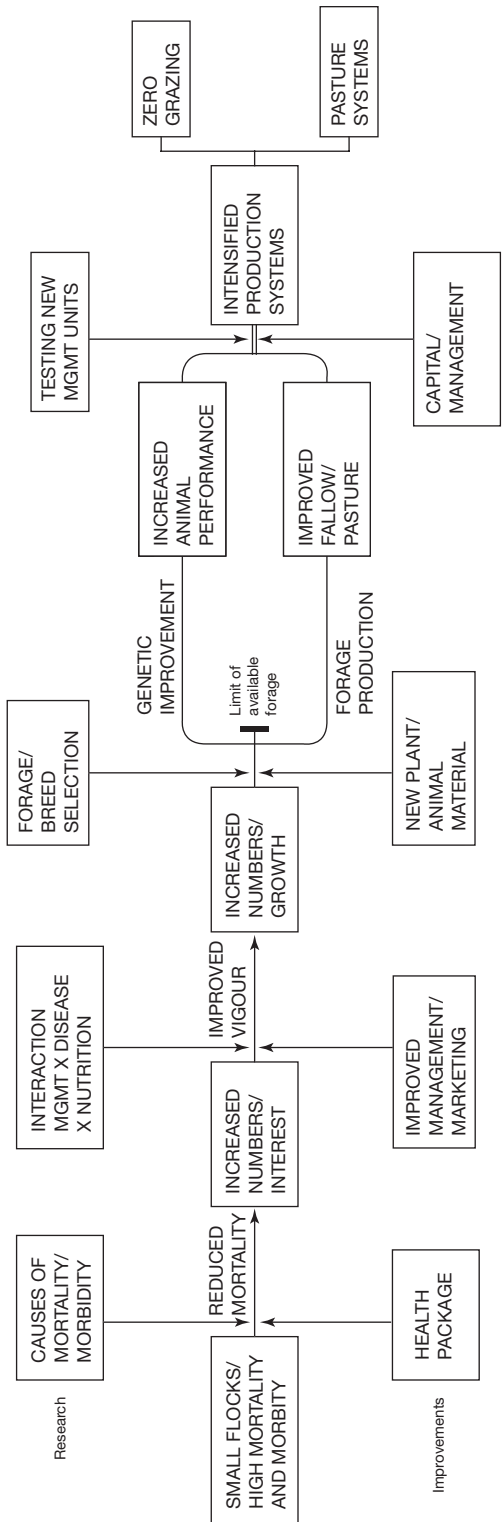 Research
CAUSES OF
MORTALITY/
MORBIDITY
INTERACTION
MGMT X DISEASE
X NUTRITION
FORAGE/
BREED
SELECTION
TESTING NEW
MGMT UNITS
SMALL FLOCKS/
HIGH MORTALITY
AND MORBITY
REDUCED
MORTALITY
INCREASED
NUMBERS/
INTEREST
IMPROVED
VIGOUR
INCREASED
NUMBERS/
GROWTH
Limit of
available
forage
GENETIC
IMPROVEMENT
INCREASED
ANIMAL
PERFORMANCE
FORAGE
PRODUCTION
IMPROVED
FALLOW/
PASTURE
INTENSIFIED
PRODUCTION
SYSTEMS
ZERO
GRAZING
PASTURE
SYSTEMS
Improvements
HEALTH
PACKAGE
IMPROVED
MANAGEMENT/
MARKETING
NEW PLANT/
ANIMAL
MATERIAL
CAPITAL/
MANAGEMENT